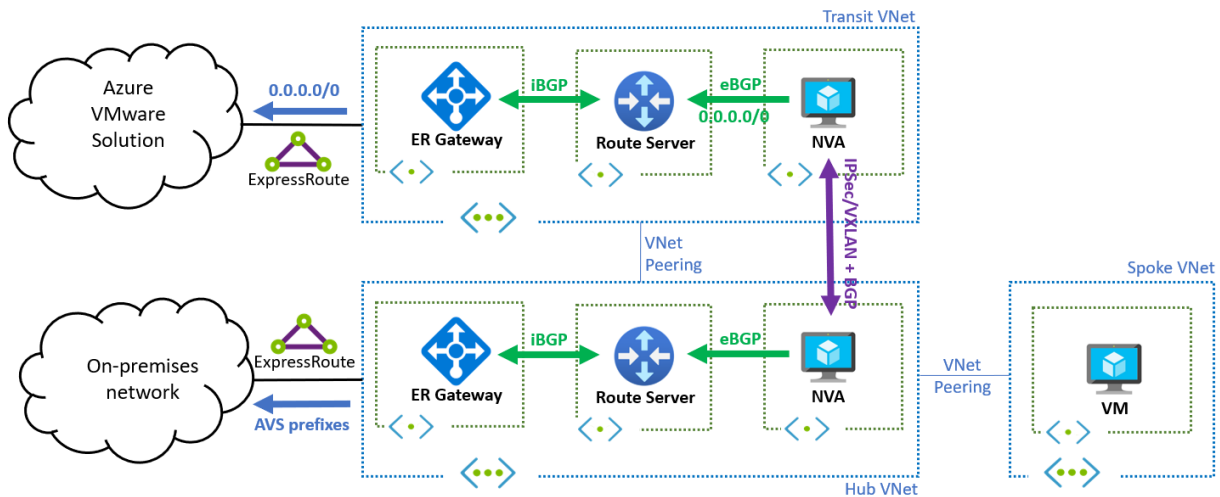 Transit VNet
Azure
VMware
Solution
0.0.0.0/0
ExpressRoute
iBGP
eBGP
0.0.0.0/0
ER Gateway
Route Server
NVA
IPSec/VXLAN + BGP
VNet
Peering
Spoke VNet
On-premises
network
ExpressRoute
AVS prefixes
iBGP
eBGP
ER Gateway
Route Server
NVA
VNet
Peering
VM
Hub VNet